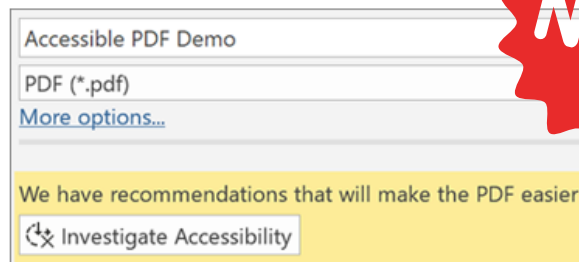 Accessible PDF Demo
PDF (*.pdf)
More options...
We have recommendations that will make the PDF easier
Investigate Accessibility